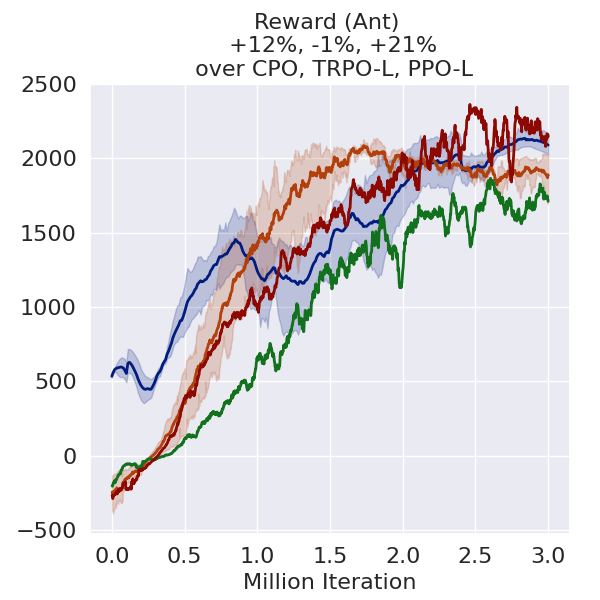 Reward (Ant)
+12%, -1%, +21%
over CPO, TRPO-L, PPO-L
2500
2000
1500
1000
500
0
−500
0.0 0.5 1.0 1.5 2.0 2.5 3.0
Million Iteration